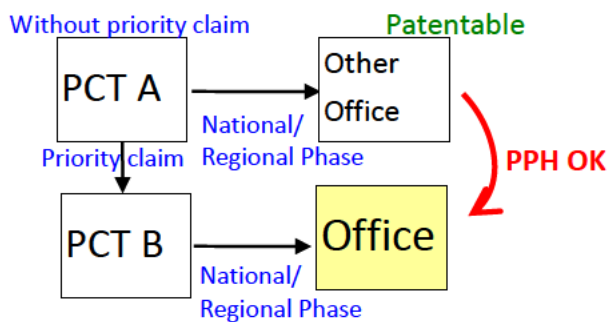 Without priority claim
Patentable
PCT A
Other
Office
National/
Regional Phase
Priority claim
PPH OK
PCT B
Office
National/
Regional Phase